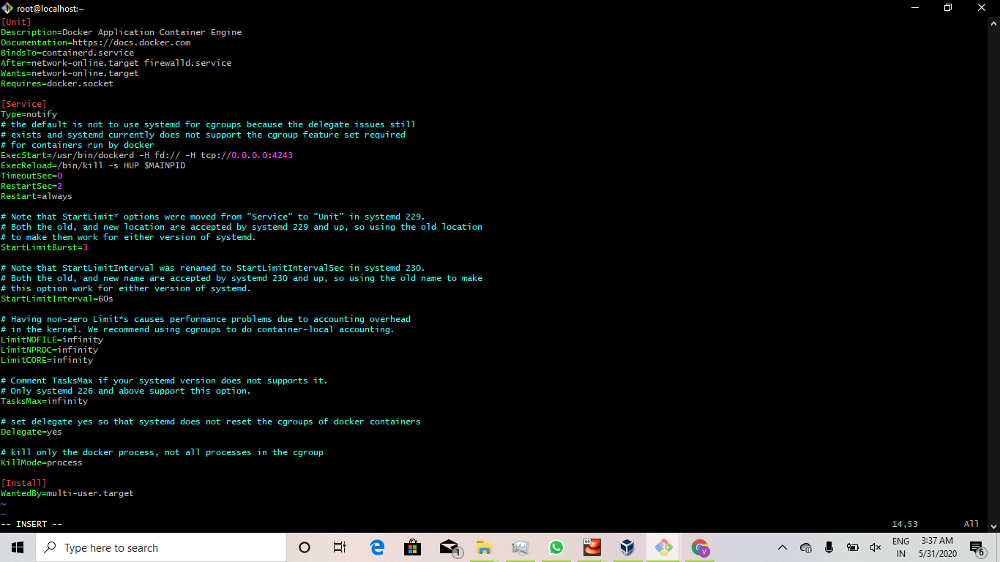 root@localhost:~
[Unit]
Description=Docker Application Container Engine
Documentation=https://docs.docker.com
BindsTo=containerd.service
After=network-online.target firewalld.service
Wants=network-online.target
Requires=docker.socket

[Service]
Type=notify
# the default is not to use systemd for cgroups because the delegate issues still
# exists and systemd currently does not support the cgroup feature set required
# for containers run by docker
ExecStart=/usr/bin/dockerd -H fd:// -H tcp://0.0.0.0:4243
ExecReload=/bin/kill -s HUP $MAINPID
TimeoutSec=0
RestartSec=2
Restart=always

# Note that StartLimit* options were moved from "Service" to "Unit" in systemd 229.
# Both the old, and new location are accepted by systemd 229 and up, so using the old location
# to make them work for either version of systemd.
StartLimitBurst=3

# Note that StartLimitInterval was renamed to StartLimitIntervalSec in systemd 230.
# Both the old, and new name are accepted by systemd 230 and up, so using the old name to make
# this option work for either version of systemd.
StartLimitInterval=60s

# Having non-zero Limit*s causes performance problems due to accounting overhead
# in the kernel. We recommend using cgroups to do container-local accounting.
LimitNOFILE=infinity
LimitNPROC=infinity
LimitCORE=infinity

# Comment TasksMax if your systemd version does not supports it.
# Only systemd 226 and above support this option.
TasksMax=infinity

# set delegate yes so that systemd does not reset the cgroups of docker containers
Delegate=yes

# kill only the docker process, not all processes in the cgroup
KillMode=process

[Install]
WantedBy=multi-user.target
~
~
-- INSERT -- 14,53 All
Type here to search 1 64 V ENG 3:37 AM
IN 5/31/2020 6